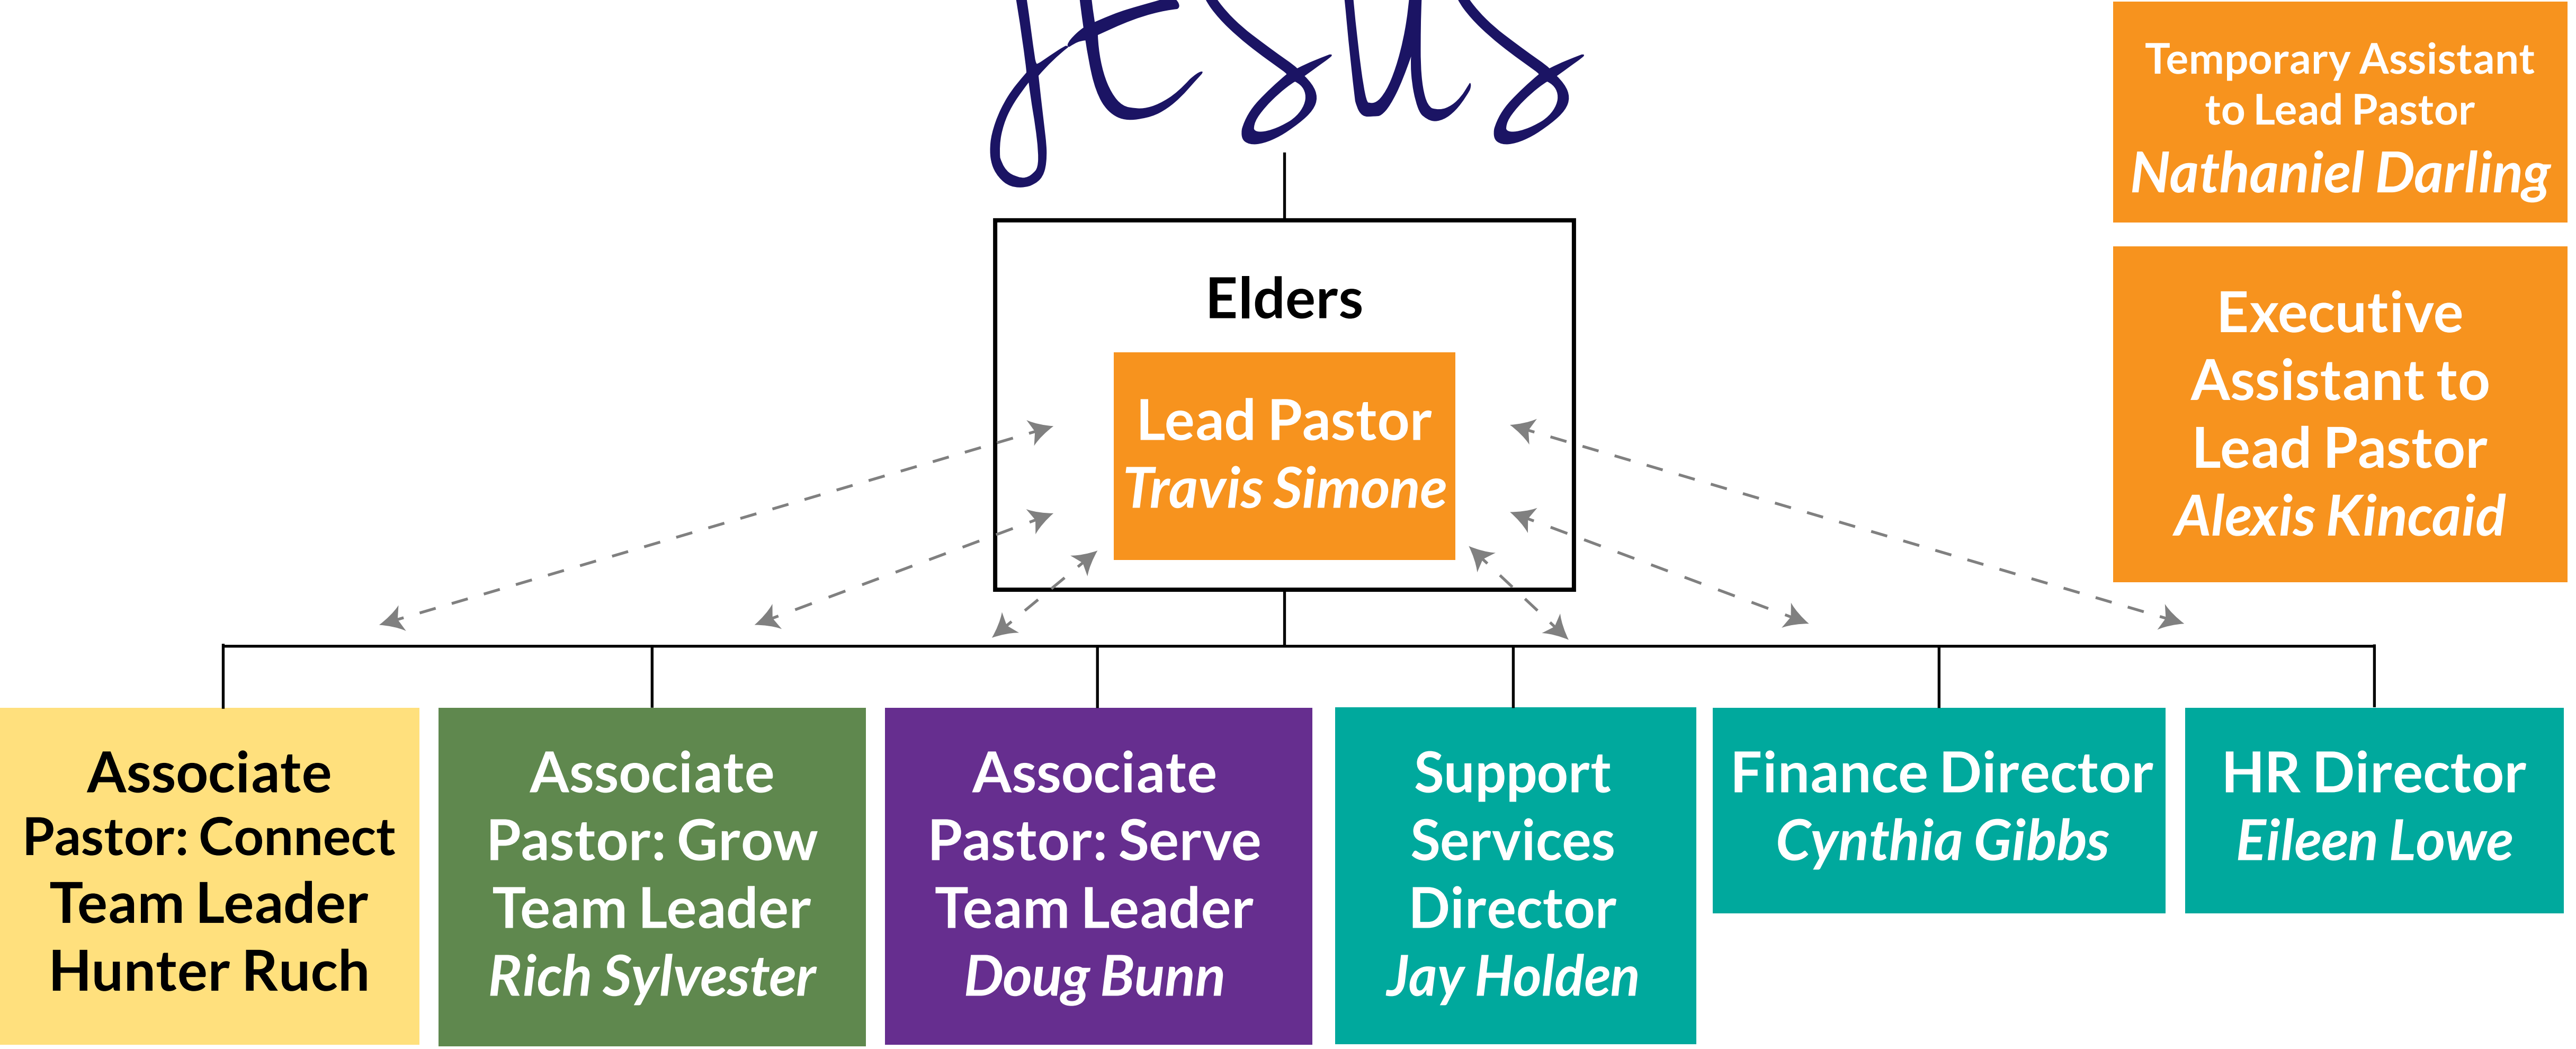 Jesus
Temporary Assistant
to Lead Pastor
Nathaniel Darling
Executive
Assistant to
Lead Pastor
Alexis Kincaid
Elders
Lead Pastor
Travis Simone
Associate
Pastor: Connect
Team Leader
Hunter Ruch
Associate
Pastor: Grow
Team Leader
Rich Sylvester
Associate
Pastor: Serve
Team Leader
Doug Bunn
Support
Services
Director
Jay Holden
Finance Director
Cynthia Gibbs
HR Director
Eileen Lowe